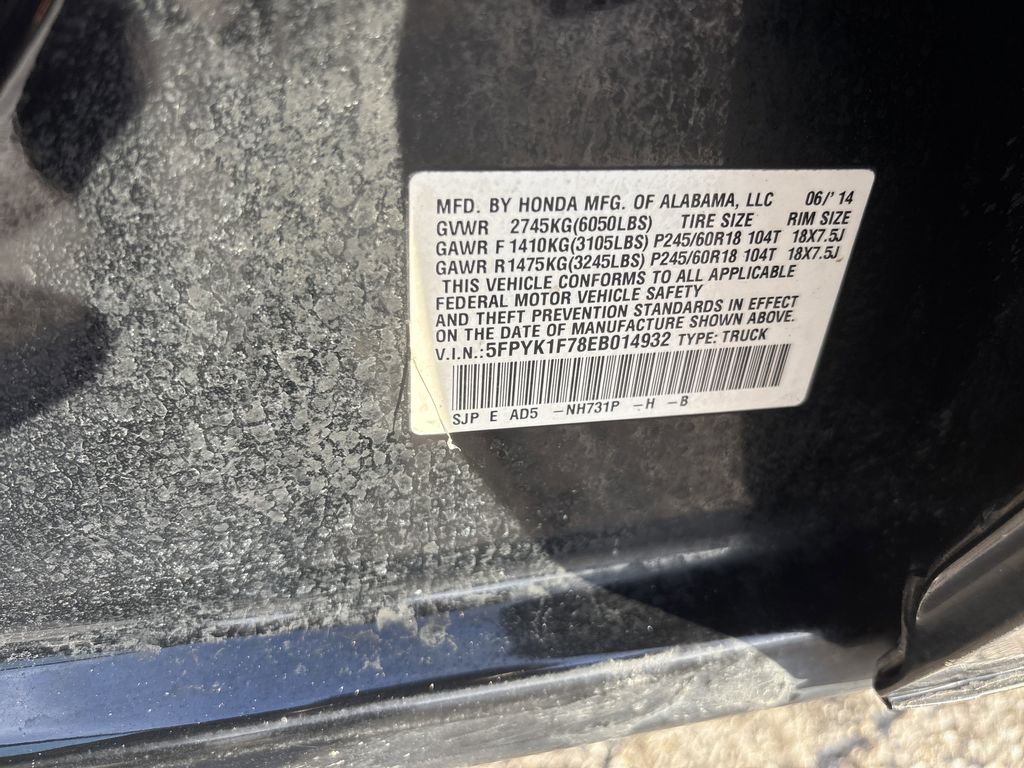 MFD. BY HONDA MFG. OF ALABAMA, LLC 06/' 14
GVWR 2745KG(6050LBS) TIRE SIZE RIM SIZE
GAWR F 1410KG(3105LBS) P245/60R18 104T 18X7.5J
GAWR R1475KG(3245LBS) P245/60R18 104T 18X7.5J
THIS VEHICLE CONFORMS TO ALL APPLICABLE
FEDERAL MOTOR VEHICLE SAFETY
AND THEFT PREVENTION STANDARDS IN EFFECT
ON THE DATE OF MANUFACTURE SHOWN ABOVE.
V.I.N.:5FPYK1F78EB014932 TYPE: TRUCK
SJP E AD5 -NH731P -H -B